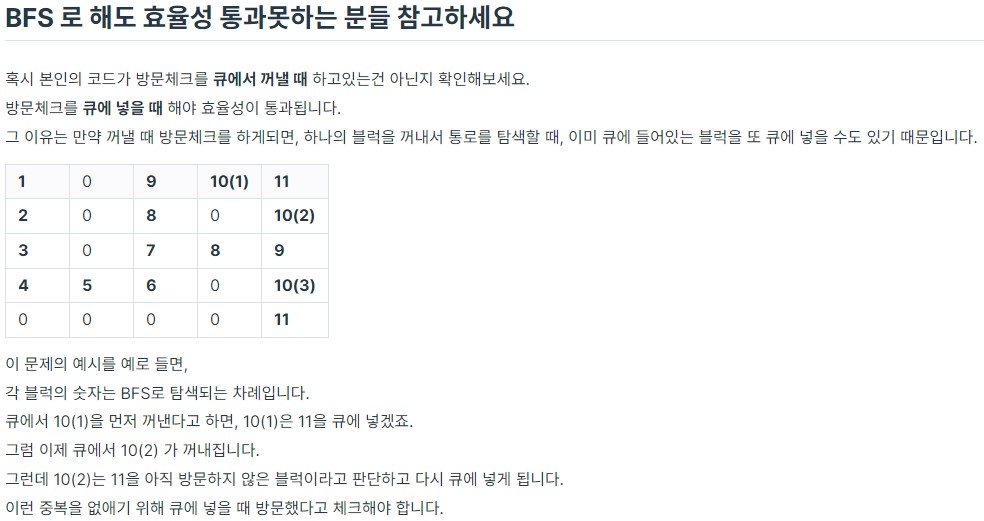 BFS 로 해도 효율성 통과못하는 분들 참고하세요
혹시 본인의 코드가 방문체크를 큐에서 꺼낼 때 하고있는건 아닌지 확인해보세요.
방문체크를 큐에 넣을 때 해야 효율성이 통과됩니다.
그 이유는 만약 꺼낼 때 방문체크를 하게되면, 하나의 블럭을 꺼내서 통로를 탐색할 때, 이미 큐에 들어있는 블럭을 또 큐에 넣을 수도 있기 때문입니다.
1 0 9 10(1) 11
2 0 8 0 10(2)
3 0 7 8 9
4 5 6 0 10(3)
0 0 0 0 11
이 문제의 예시를 예로 들면,
각 블럭의 숫자는 BFS로 탐색되는 차례입니다.
큐에서 10(1)을 먼저 꺼낸다고 하면, 10(1)은 11을 큐에 넣겠죠.
그럼 이제 큐에서 10(2) 가 꺼내집니다.
그런데 10(2)는 11을 아직 방문하지 않은 블럭이라고 판단하고 다시 큐에 넣게 됩니다.
이런 중복을 없애기 위해 큐에 넣을 때 방문했다고 체크해야 합니다.